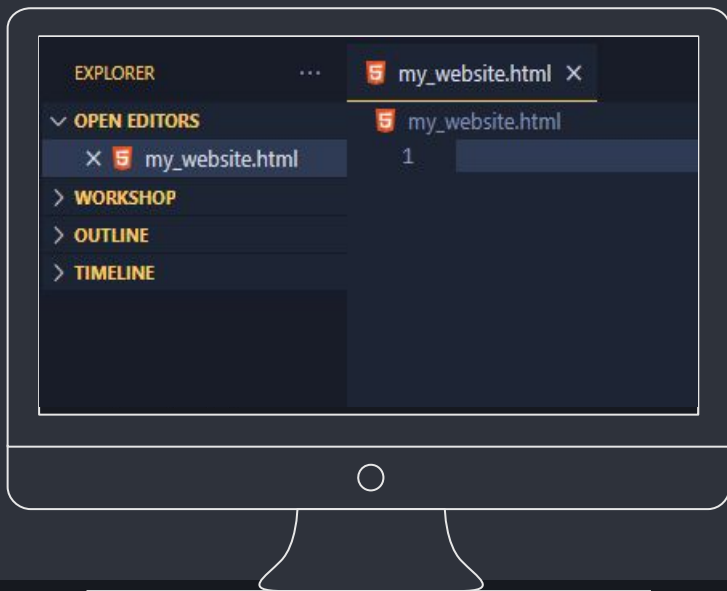 EXPLORER ···
OPEN EDITORS
my_website.html
WORKSHOP
OUTLINE
TIMELINE
my_website.html
my_website.html
1